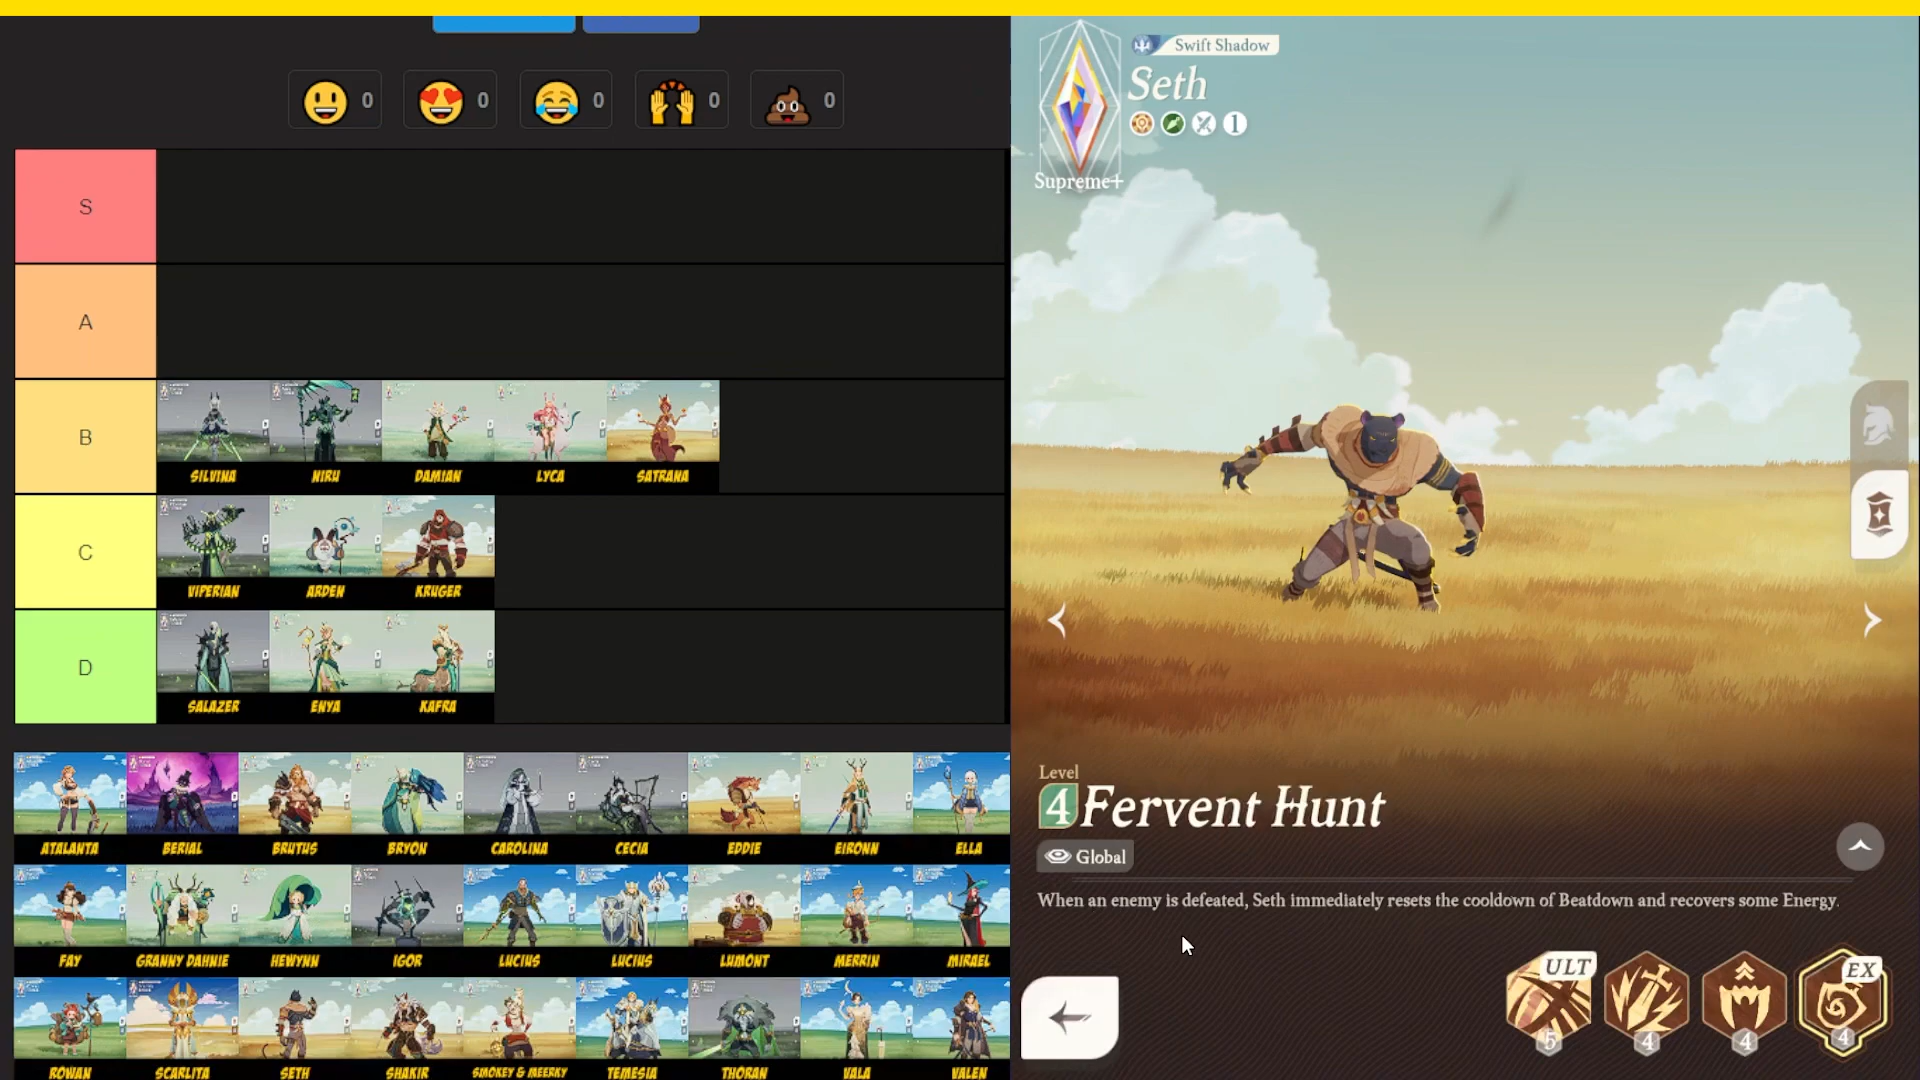 0 0 0 0 0
S
A
B
SILVINA NIRU DAMIAN LYCA SATRANA
C
VIPERIAN ARDEN KRUGER
D
SALAZER ENYA KAFRA
ATALANTA BERIAL BRUTUS BRYON CAROLINA CECIA EDDIE EIRONN ELLA
FAY GRANNY DAHNIE HEWYNN IGOR LUCIUS LUCIUS LUMONT MERRIN MIRAEL
ROWAN SCARLITA SETH SHAKIR SMOKEY & MEERKY TEMESIA THORAN VALA VALEN
Swift Shadow
Seth
1
Supreme+
Level
4 Fervent Hunt
Global
When an enemy is defeated, Seth immediately resets the cooldown of Beatdown and recovers some Energy.
ULT EX
5 4 4 4